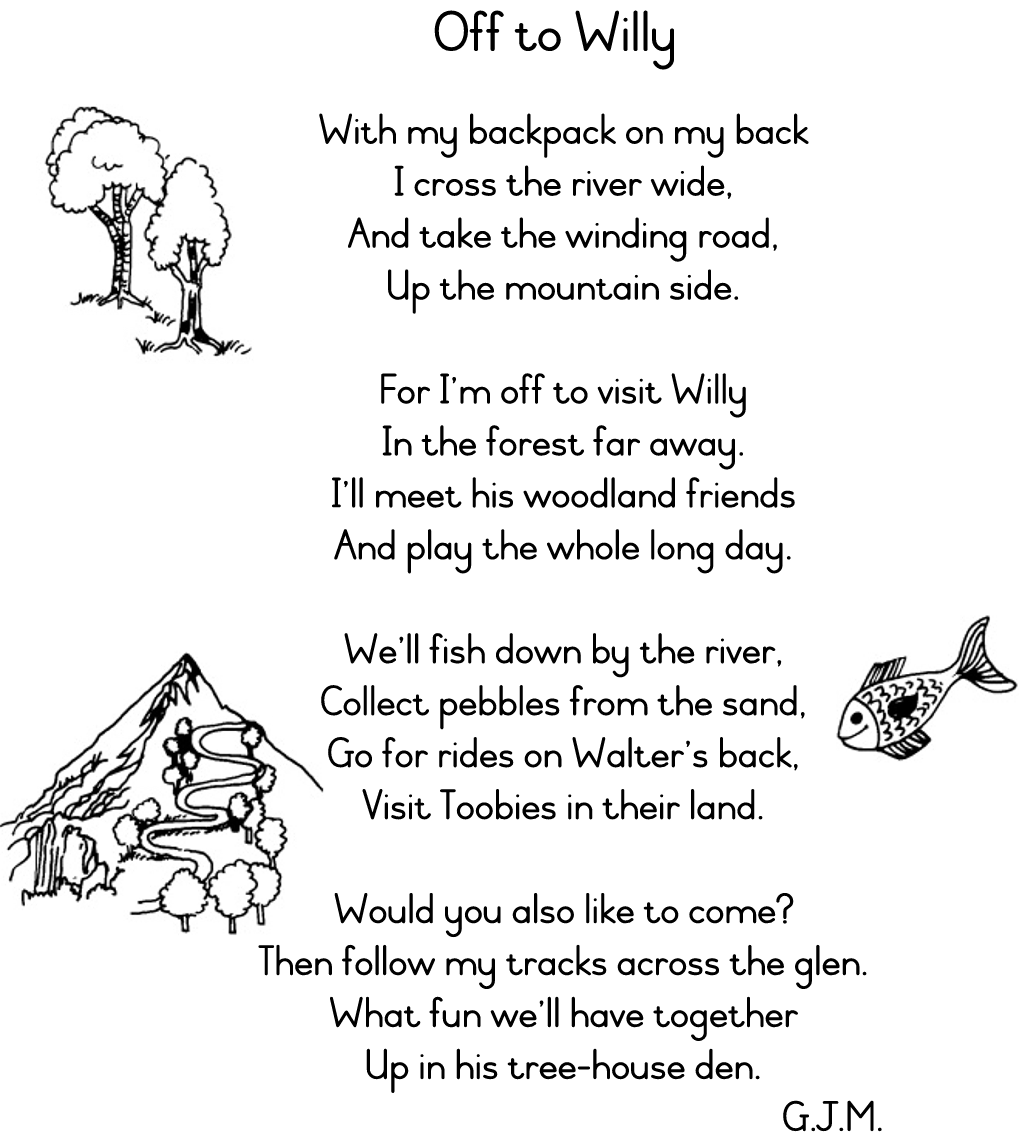 Off to Willy
With my backpack on my back
I cross the river wide,
And take the winding road,
Up the mountain side.
For I'm off to visit Willy
In the forest far away.
I'll meet his woodland friends
And play the whole long day.
We'll fish down by the river,
Collect pebbles from the sand,
Go for rides on Walter's back,
Visit Toobies in their land.
Would you also like to come?
Then follow my tracks across the glen.
What fun we'll have together
Up in his tree-house den.
G.J.M.